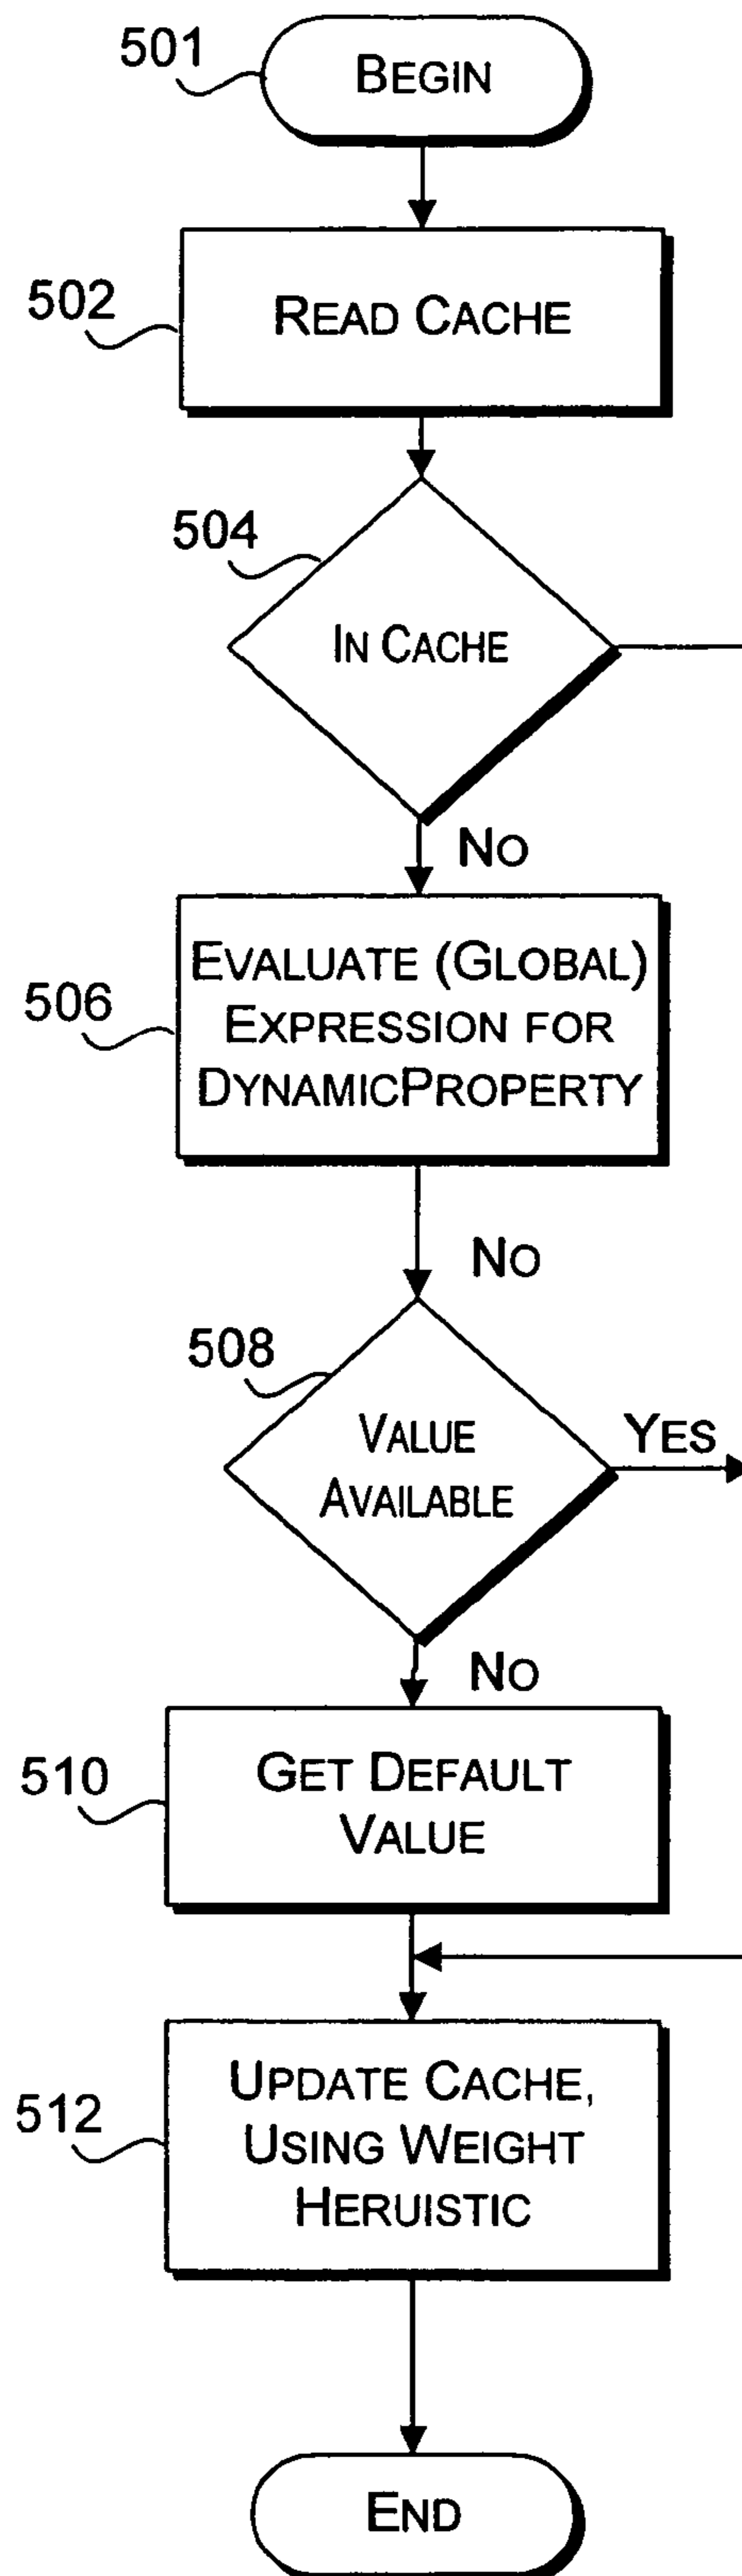 501
BEGIN
502
READ CACHE
504
IN CACHE
NO
506
EVALUATE (GLOBAL)
EXPRESSION FOR
DYNAMICPROPERTY
NO
508
VALUE
AVAILABLE
YES
NO
510
GET DEFAULT
VALUE
512
UPDATE CACHE,
USING WEIGHT
HERUISTIC
END